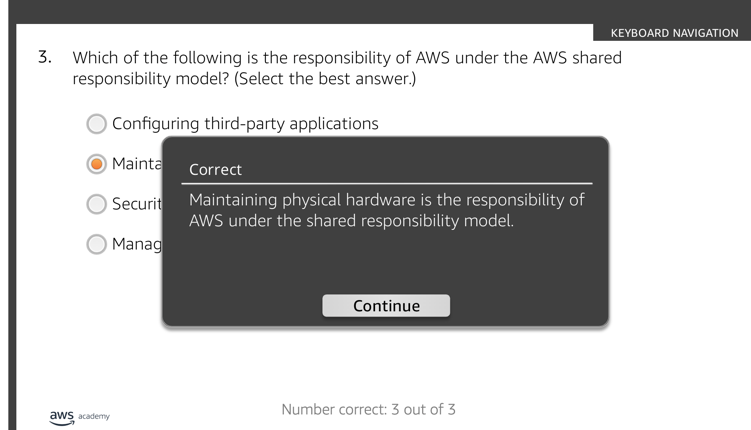 KEYBOARD NAVIGATION
3. Which of the following is the responsibility of AWS under the AWS shared
responsibility model? (Select the best answer.)
Configuring third-party applications
Mainta
Securit
Manag
Correct
Maintaining physical hardware is the responsibility of
AWS under the shared responsibility model.
Continue
Number correct: 3 out of 3
aws academy